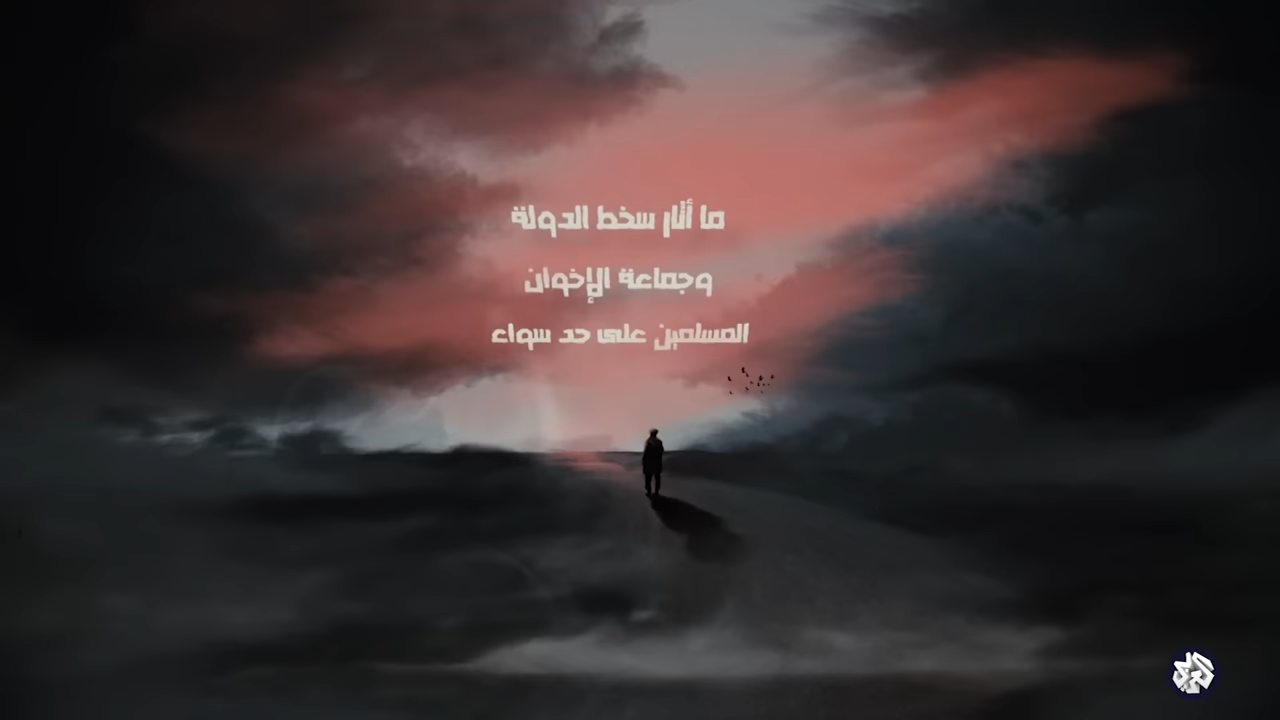 ما أثار سخط الدولة
وجماعة الإخوان
المسلمين على حد سواء